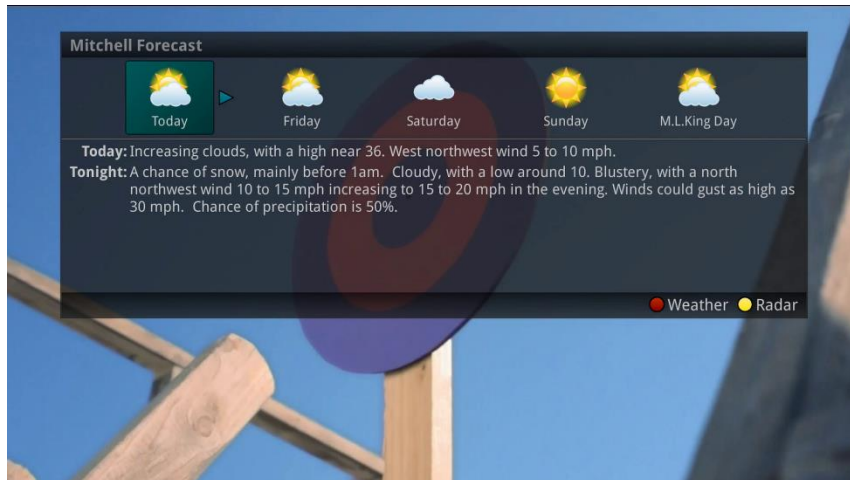 Mitchell Forecast
Today
Friday
Saturday
Sunday
M.L.King Day
Today: Increasing clouds, with a high near 36. West northwest wind 5 to 10 mph.
Tonight: A chance of snow, mainly before 1am.  Cloudy, with a low around 10. Blustery, with a north
northwest wind 10 to 15 mph increasing to 15 to 20 mph in the evening. Winds could gust as high as
30 mph.  Chance of precipitation is 50%.
Weather
Radar